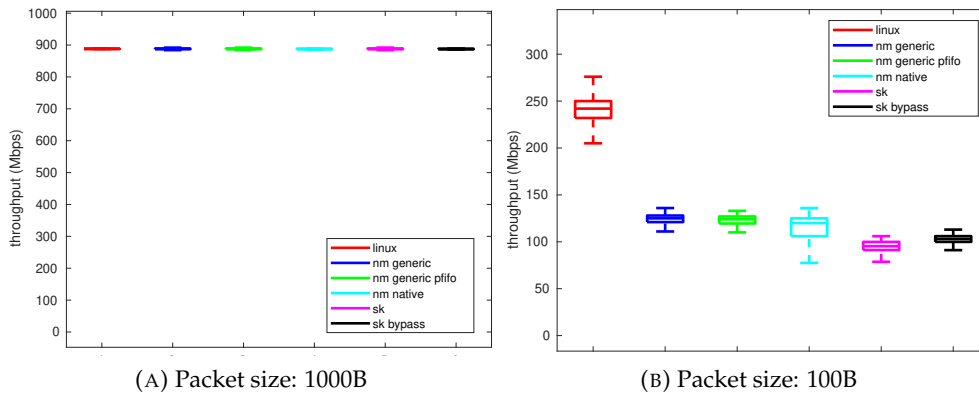 1000
900
800
700
600
500
400
300
200
100
0
throughput (Mbps)
linux
nm generic
nm generic pfifo
nm native
sk
sk bypass
(A) Packet size: 1000B
300
250
200
150
100
50
0
throughput (Mbps)
linux
nm generic
nm generic pfifo
nm native
sk
sk bypass
(B) Packet size: 100B